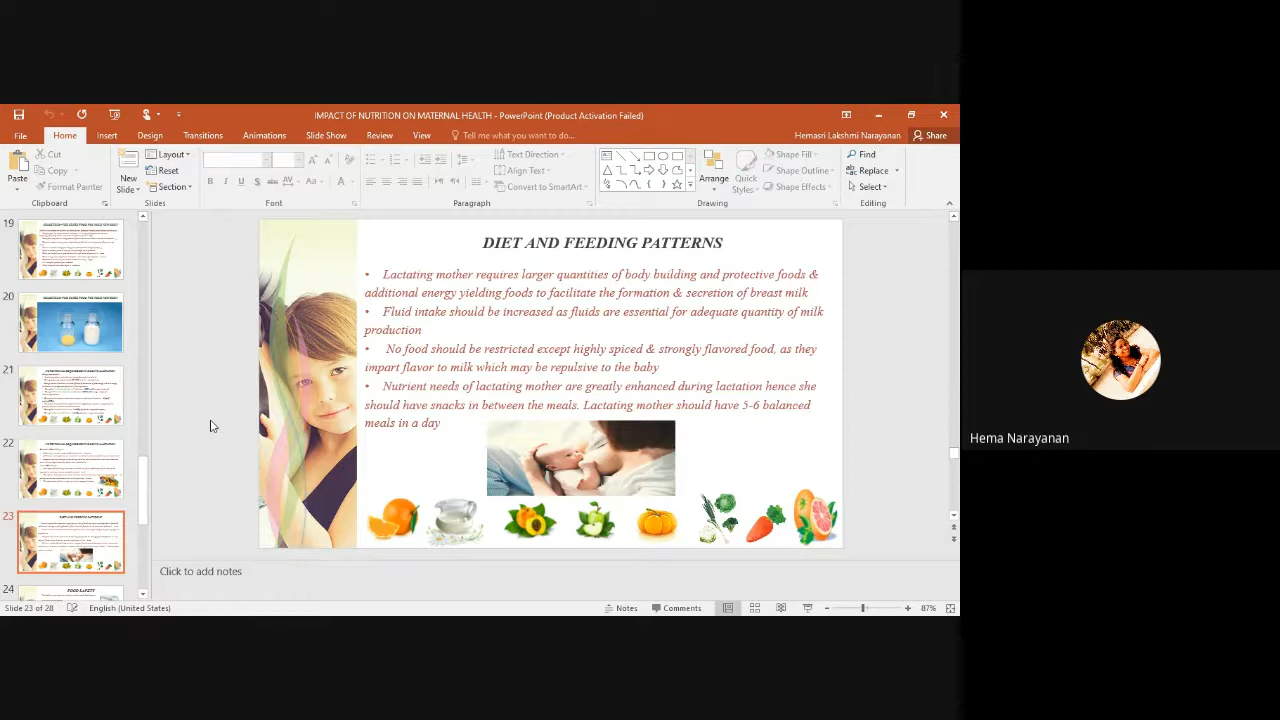 IMPACT OF NUTRITION ON MATERNAL HEALTH - PowerPoint (Product Activation Failed)
File Home Insert Design Transitions Animations Slide Show Review View Tell me what you want to do... Hemasri Lakshmi Narayanan Share
Paste Cut Copy Format Painter
Clipboard
New Slide Layout Reset Section
Slides
Font
Text Direction Align Text Convert to SmartArt
Paragraph
Arrange Quick Styles Shape Fill Shape Outline Shape Effects
Drawing
Find Replace Select
Editing
19
20
21
22
23
24
FOOD SAFETY
DIET AND FEEDING PATTERNS
• Lactating mother requires larger quantities of body building and protective foods &
additional energy yielding foods to facilitate the formation & secretion of breast milk
• Fluid intake should be increased as fluids are essential for adequate quantity of milk
production
• No food should be restricted except highly spiced & strongly flavored food, as they
impart flavor to milk which may be repulsive to the baby
• Nutrient needs of lactating mother are greatly enhanced during lactation, hence she
should have snacks in between meals. Lactating mother should have 5-6 balanced
meals in a day
Click to add notes
Slide 23 of 28 English (United States) Notes Comments 87%
Hema Narayanan